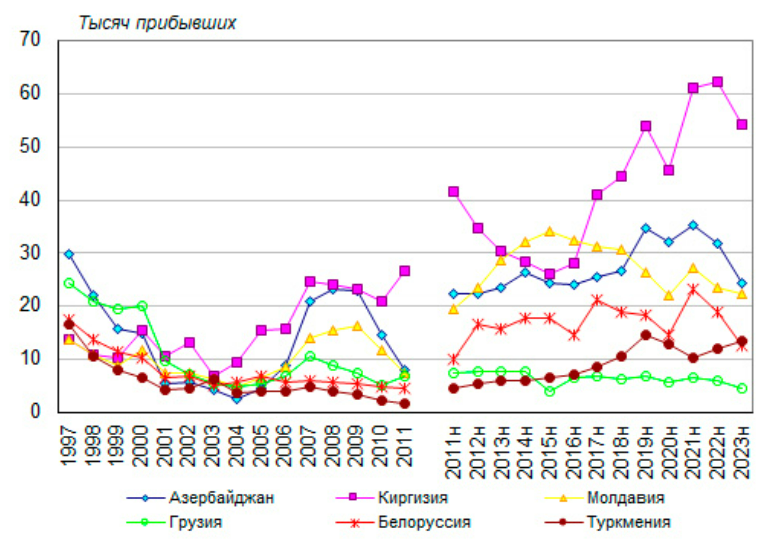 Тысяч прибывших
70
60
50
40
30
20
10
0
1997 1998 1999 2000 2001 2002 2003 2004 2005 2006 2007 2008 2009 2010 2011 2011н 2012н 2013н 2014н 2015н 2016н 2017н 2018н 2019н 2020н 2021н 2022н 2023н
Азербайджан Киргизия Молдавия
Грузия Белоруссия Туркмения